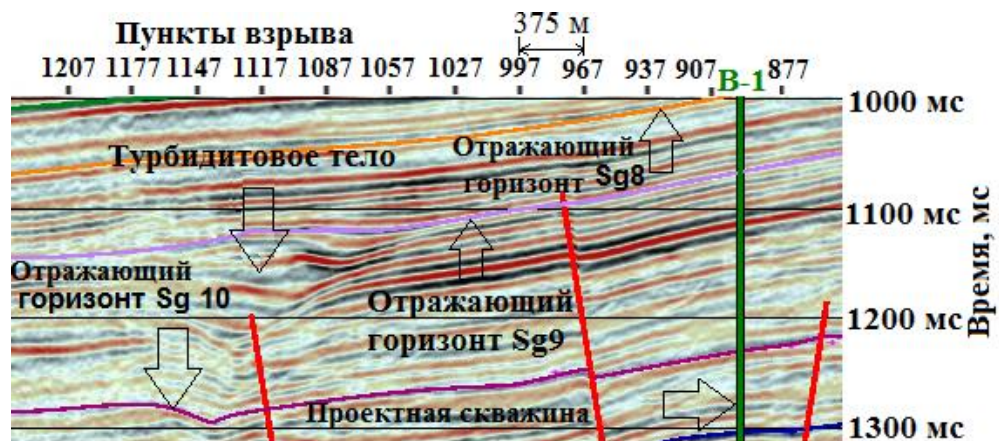 375 м
Пункты взрыва
1207 1177 1147 1117 1087 1057 1027 997 967 937 907 877
В-1
1000 мс
Турбидитовое тело
Отражающий
горизонт Sg8
1100 мс
Отражающий
горизонт Sg 10
Отражающий
горизонт Sg9
1200 мс
Время, мс
Проектная скважина
1300 мс